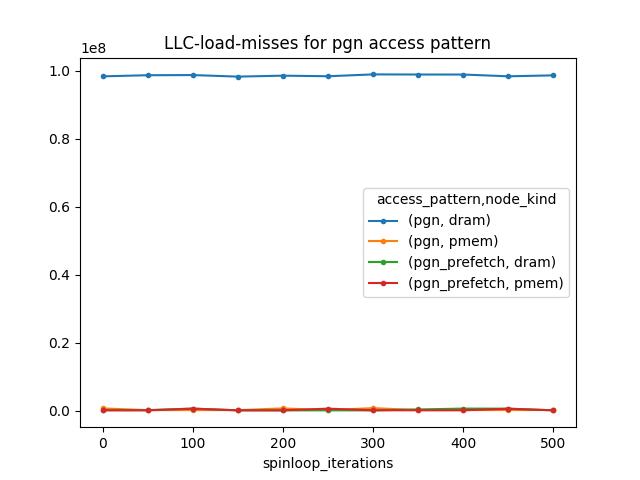 LLC-load-misses for pgn access pattern
1e8
1.0
0.8
0.6
0.4
0.2
0.0
access_pattern,node_kind
(pgn, dram)
(pgn, pmem)
(pgn_prefetch, dram)
(pgn_prefetch, pmem)
0 100 200 300 400 500
spinloop_iterations